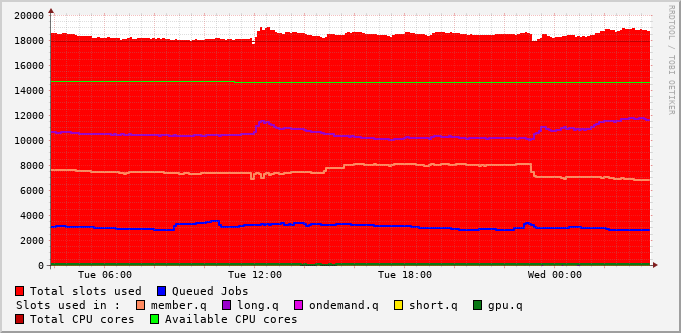 20000
18000
16000
14000
12000
10000
8000
6000
4000
2000
0
Tue 06:00 Tue 12:00 Tue 18:00 Wed 00:00
RRDTOOL / TOBI OETIKER
Total slots used Queued Jobs
Slots used in : member.q long.q ondemand.q short.q gpu.q
Total CPU cores Available CPU cores